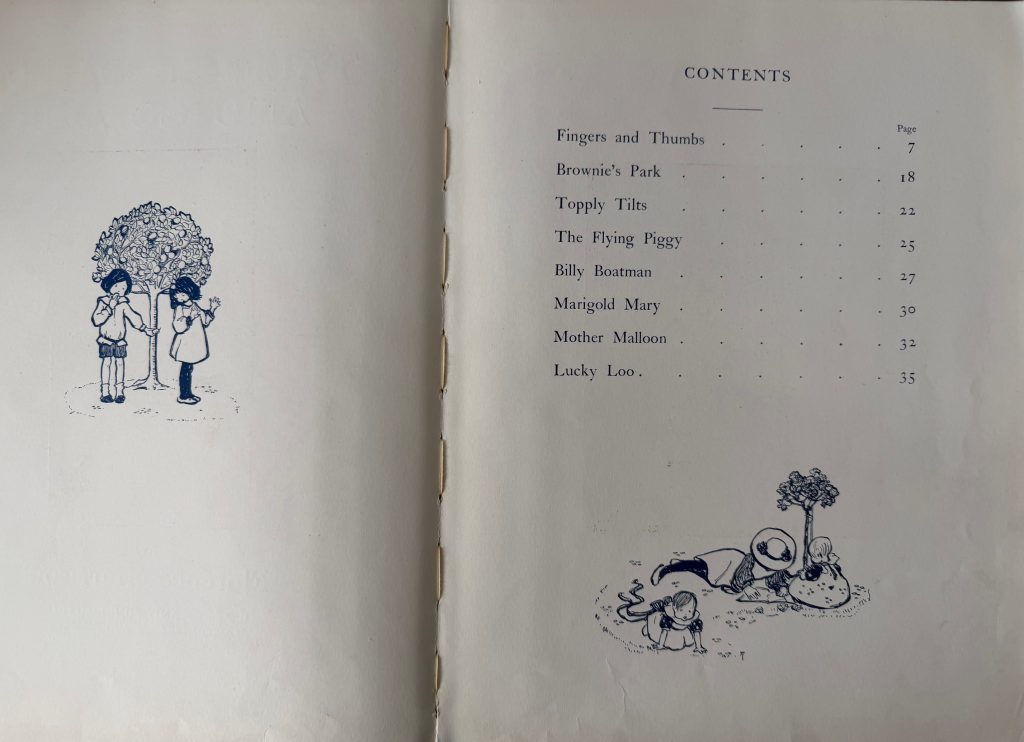 CONTENTS
Page
Fingers and Thumbs . . . . . 7
Brownie's Park . . . . . . 18
Topply Tilts . . . . . . 22
The Flying Piggy . . . . . 25
Billy Boatman . . . . . . 27
Marigold Mary . . . . . . 30
Mother Malloon . . . . . . 32
Lucky Loo . . . . . . . 35